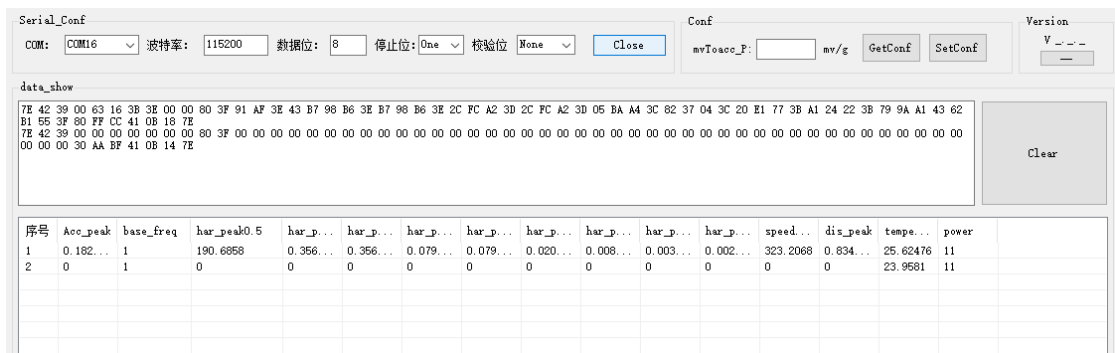 Serial_Conf
COM: COM16 波特率: 115200 数据位: 8 停止位: One 校验位 None Close
Conf
mvToacc_P: mv/g GetConf SetConf
Version
V _._._
—
data_show
7E 42 39 00 63 16 3B 3E 00 00 80 3F 91 AF 3E 43 B7 98 B6 3E B7 98 B6 3E 2C FC A2 3D 2C FC A2 3D 05 BA A4 3C 82 37 04 3C 20 E1 77 3B A1 24 22 3B 79 9A A1 43 62
B1 55 3F 80 FF CC 41 0B 18 7E
7E 42 39 00 00 00 00 00 00 00 80 3F 00 00 00 00 00 00 00 00 00 00 00 00 00 00 00 00 00 00 00 00 00 00 00 00 00 00 00 00 00 00 00 00 00 00 00 00 00 00 00 00 00
00 00 00 30 AA BF 41 0B 14 7E
Clear
序号 Acc_peak base_freq har_peak0.5 har_p... har_p... har_p... har_p... har_p... har_p... har_p... har_p... speed... dis_peak tempe... power
1 0.182... 1 190.6858 0.356... 0.356... 0.079... 0.079... 0.020... 0.008... 0.003... 0.002... 323.2068 0.834... 25.62476 11
2 0 1 0 0 0 0 0 0 0 0 0 0 0 23.9581 11